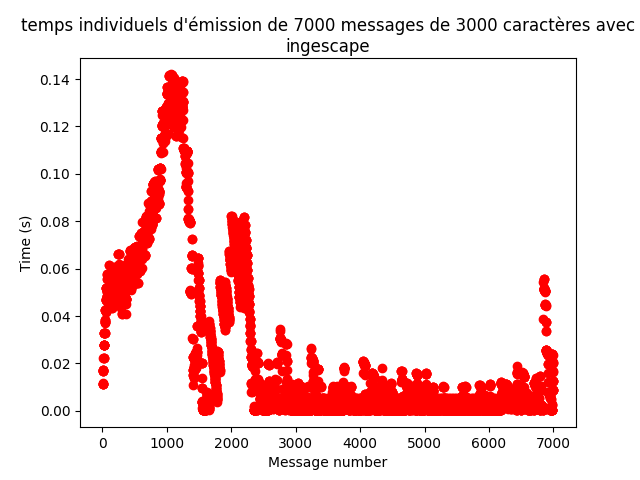 temps individuels d'émission de 7000 messages de 3000 caractères avec
ingescape
0.14
0.12
0.10
0.08
0.06
0.04
0.02
0.00
Time (s)
0 1000 2000 3000 4000 5000 6000 7000
Message number